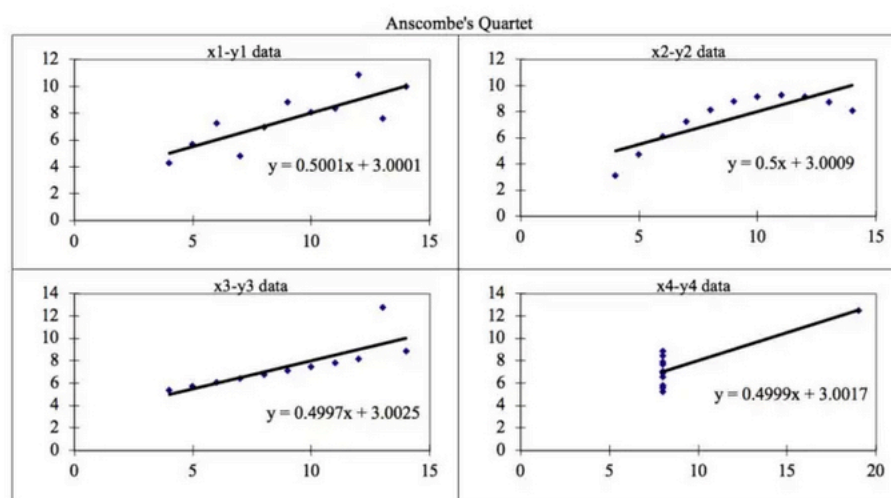 Anscombe's Quartet
x1-y1 data
12
10
8
6
4
2
0
y = 0.5001x + 3.0001
0 5 10 15
x2-y2 data
12
10
8
6
4
2
0
y = 0.5x + 3.0009
0 5 10 15
x3-y3 data
14
12
10
8
6
4
2
0
y = 0.4997x + 3.0025
0 5 10 15
x4-y4 data
14
12
10
8
6
4
2
0
y = 0.4999x + 3.0017
0 5 10 15 20